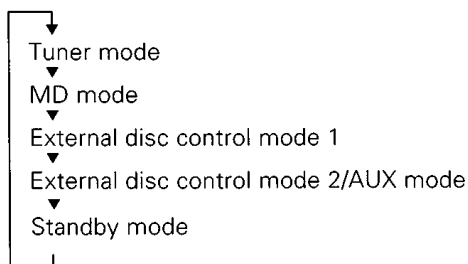 Tuner mode
MD mode
External disc control mode 1
External disc control mode 2/AUX mode
Standby mode